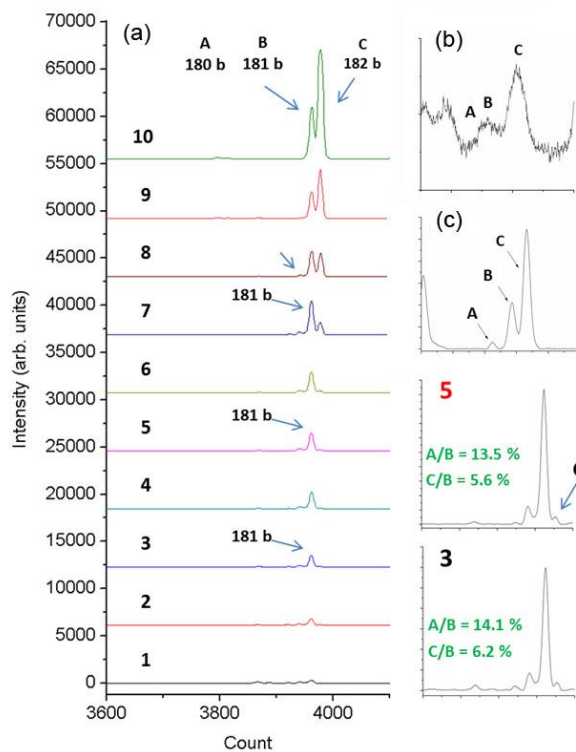 (a)
A B C
180 b 181 b 182 b
70000
65000
60000
55000
50000
45000
40000
35000
30000
25000
20000
15000
10000
5000
0
Intensity (arb. units)
10
9
8
7
181 b
6
5
181 b
4
3
181 b
2
1
3600 3800 4000
Count
(b)
A B C
(c)
A B C
5
A/B = 13.5 %
C/B = 5.6 %
3
A/B = 14.1 %
C/B = 6.2 %